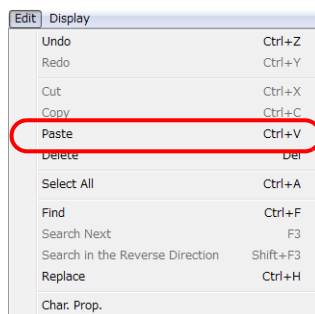 Edit Display
Undo Ctrl+Z
Redo Ctrl+Y
Cut Ctrl+X
Copy Ctrl+C
Paste Ctrl+V
Delete Del
Select All Ctrl+A
Find Ctrl+F
Search Next F3
Search in the Reverse Direction Shift+F3
Replace Ctrl+H
Char. Prop.